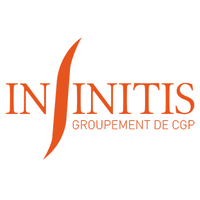 INFINITIS
GROUPEMENT DE CGP